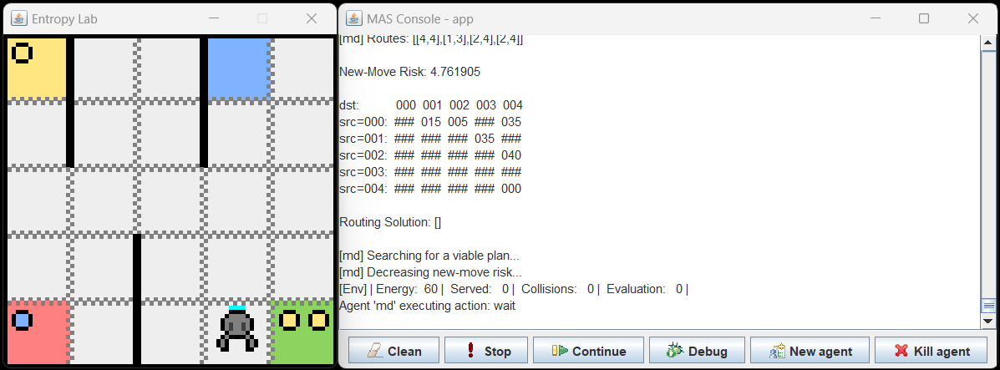 Entropy Lab
MAS Console - app
[md] Routes: [[4,4],[1,3],[2,4],[2,4]]
New-Move Risk: 4.761905
dst: 000 001 002 003 004
src=000: ### 015 005 ### 035
src=001: ### ### ### 035 ###
src=002: ### ### ### ### 040
src=003: ### ### ### ### ###
src=004: ### ### ### ### 000
Routing Solution: []
[md] Searching for a viable plan...
[md] Decreasing new-move risk...
[Env] | Energy: 60 | Served: 0 | Collisions: 0 | Evaluation: 0 |
Agent 'md' executing action: wait
Clean Stop Continue Debug New agent Kill agent